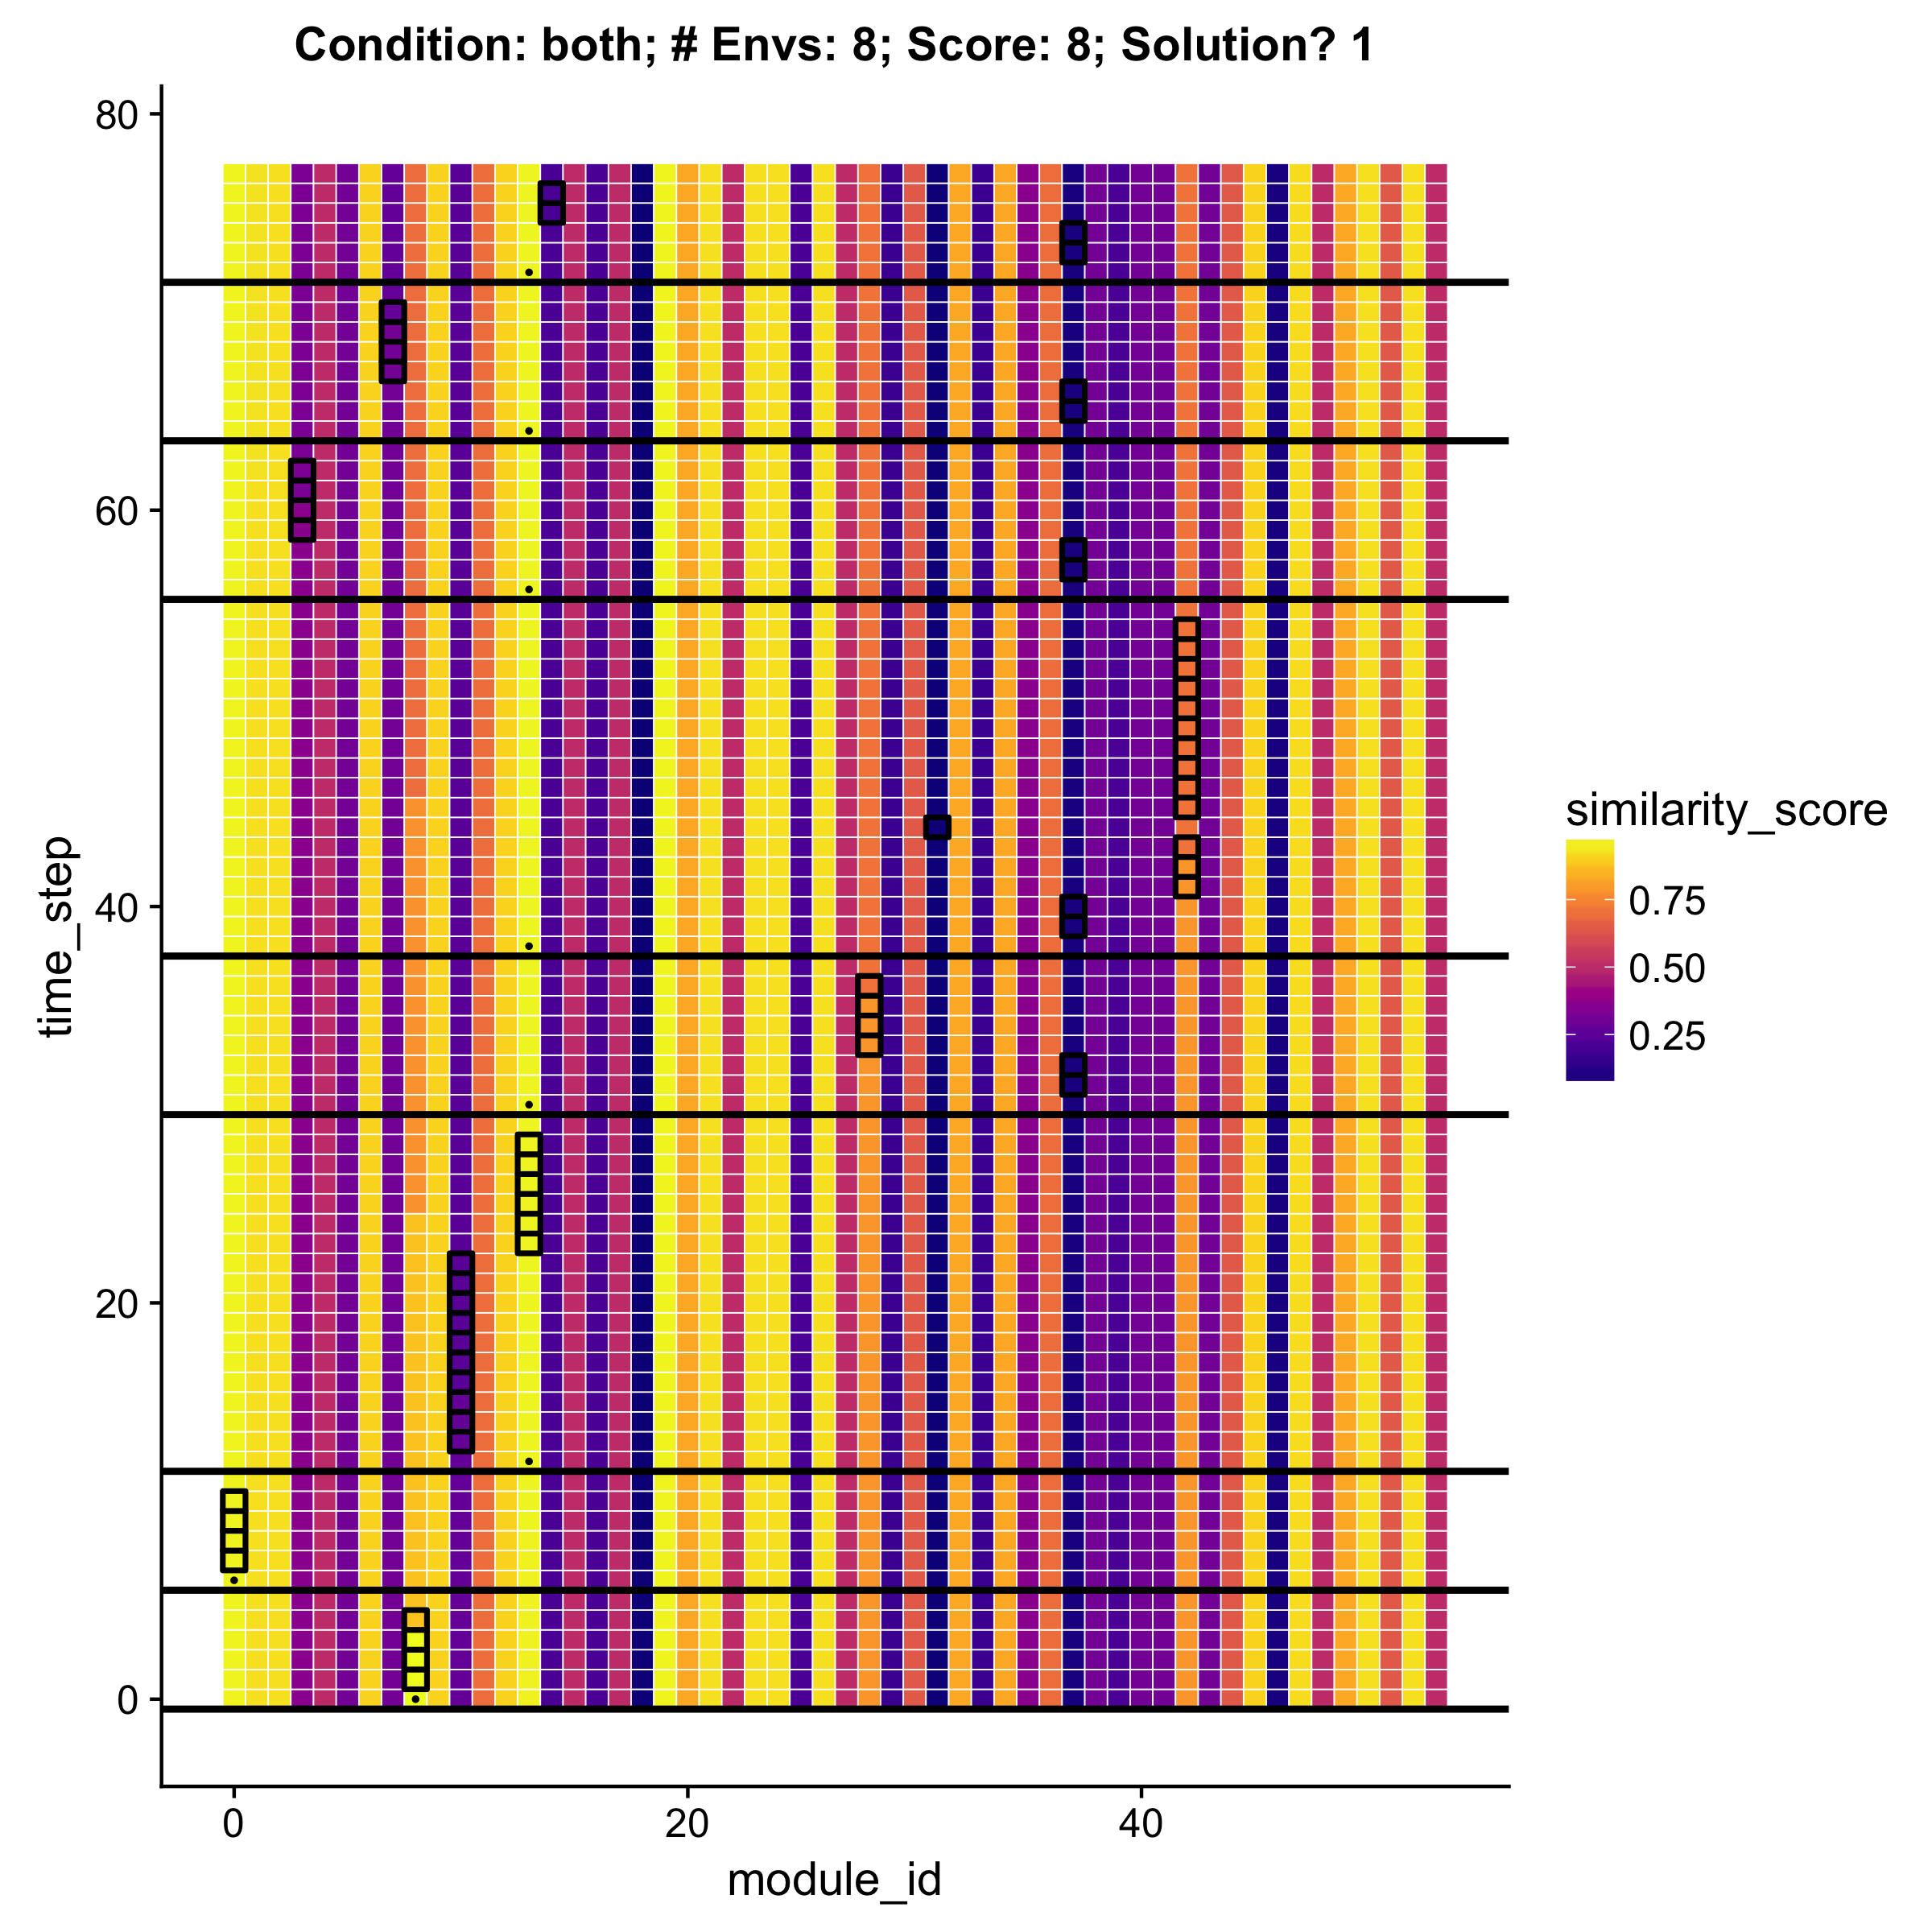 Condition: both; # Envs: 8; Score: 8; Solution? 1
80
60
40
20
0
time_step
0
20
40
module_id
similarity_score
0.75
0.50
0.25